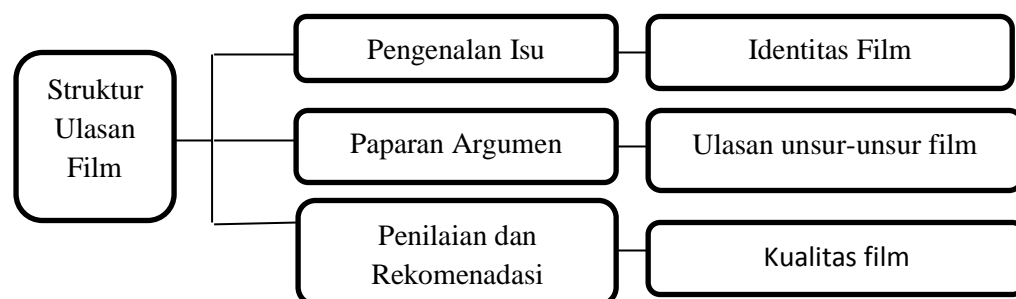 Struktur
Ulasan
Film
Pengenalan Isu
Identitas Film
Paparan Argumen
Ulasan unsur-unsur film
Penilaian dan
Rekomenadasi
Kualitas film